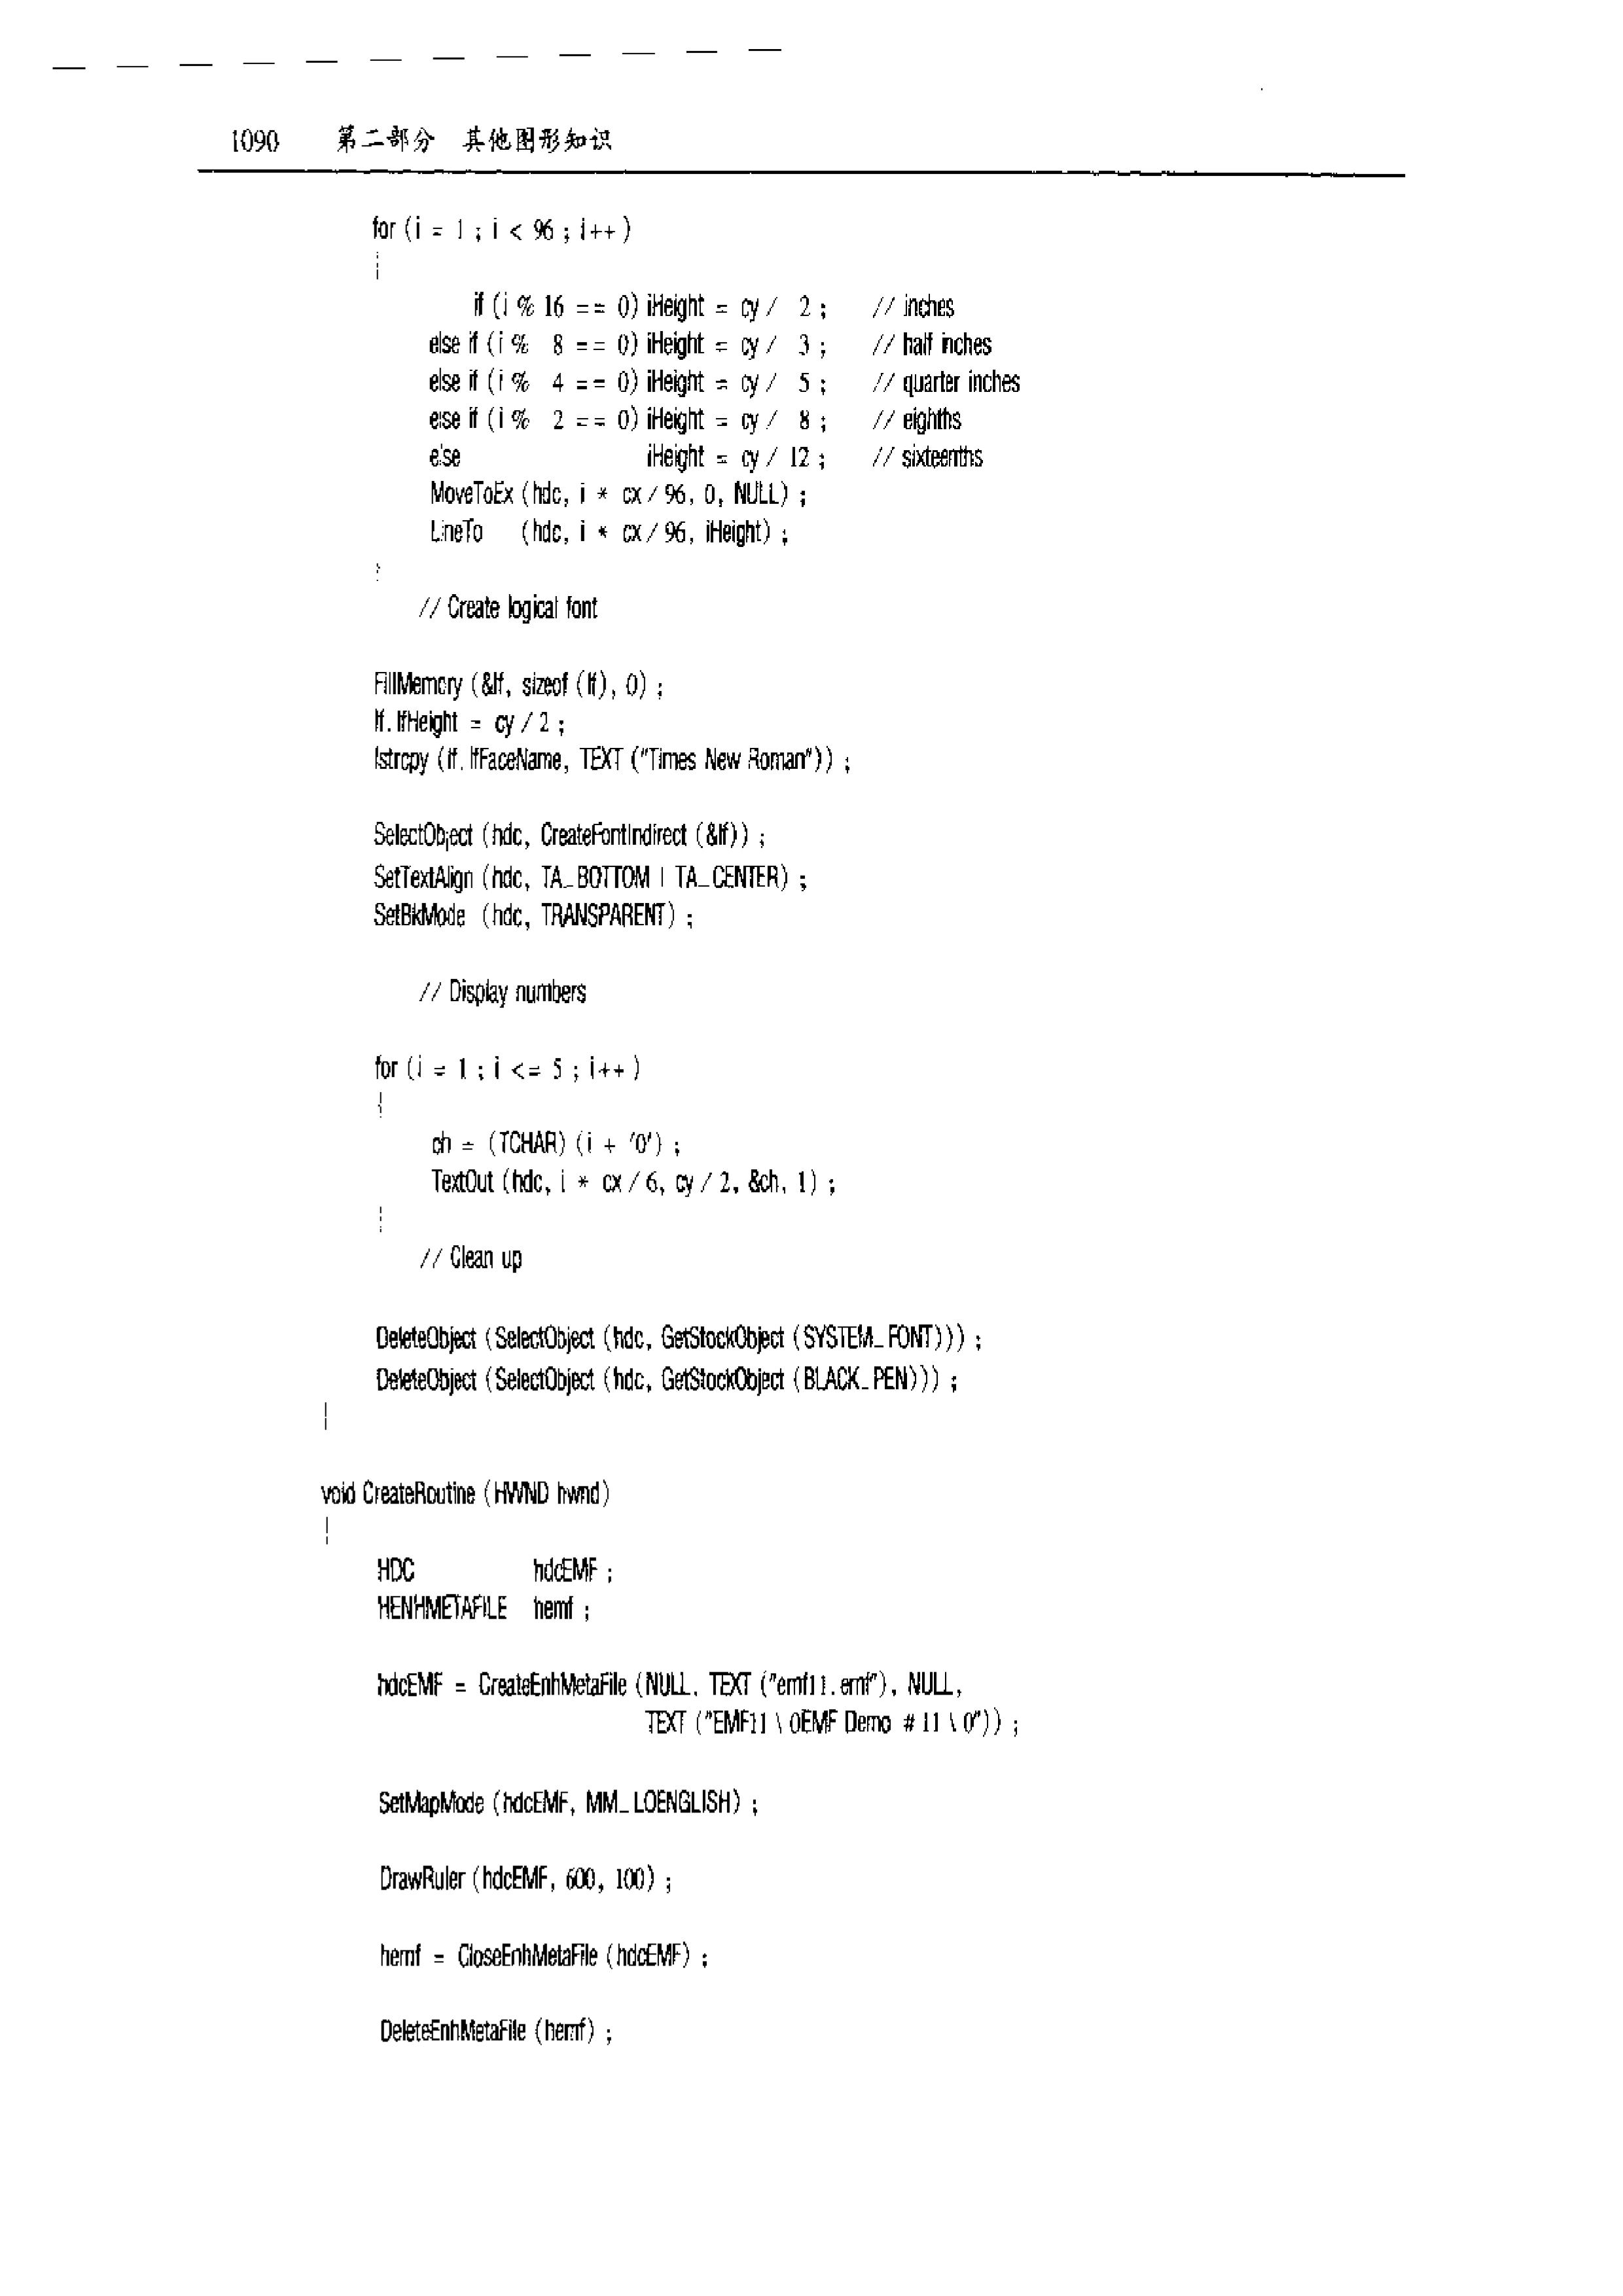 1090 第二部分 其他图形知识
for (i = 1 ; i < 96 ; i++ )
{
if (i % 16 == 0) iHeight = cy / 2 ; // inches
else if (i % 8 == 0) iHeight = cy / 3 ; // half inches
else if (i % 4 == 0) iHeight = cy / 5 ; // quarter inches
else if (i % 2 == 0) iHeight = cy / 8 ; // eighths
else iHeight = cy / 12 ; // sixteenths
MoveToEx (hdc, i * cx / 96, 0, NULL) ;
LineTo (hdc, i * cx / 96, iHeight) ;
}
// Create logical font
FillMemory (&lf, sizeof (lf), 0) ;
lf.lfHeight = cy / 2 ;
lstrcpy (lf.lfFaceName, TEXT ("Times New Roman")) ;
SelectObject (hdc, CreateFontIndirect (&lf)) ;
SetTextAlign (hdc, TA_BOTTOM | TA_CENTER) ;
SetBkMode (hdc, TRANSPARENT) ;
// Display numbers
for (i = 1 ; i <= 5 ; i++ )
{
ch = (TCHAR) (i + '0') ;
TextOut (hdc, i * cx / 6, cy / 2, &ch, 1) ;
}
// Clean up
DeleteObject (SelectObject (hdc, GetStockObject (SYSTEM_FONT))) ;
DeleteObject (SelectObject (hdc, GetStockObject (BLACK_PEN))) ;
}
void CreateRoutine (HWND hwnd)
{
HDC hdcEMF ;
HENHMETAFILE hemf ;
hdcEMF = CreateEnhMetaFile (NULL, TEXT ("emf11.emf"), NULL,
TEXT ("EMF11 \ 0EMF Demo # 11 \ 0")) ;
SetMapMode (hdcEMF, MM_LOENGLISH) ;
DrawRuler (hdcEMF, 600, 100) ;
hemf = CloseEnhMetaFile (hdcEMF) ;
DeleteEnhMetaFile (hemf) ;